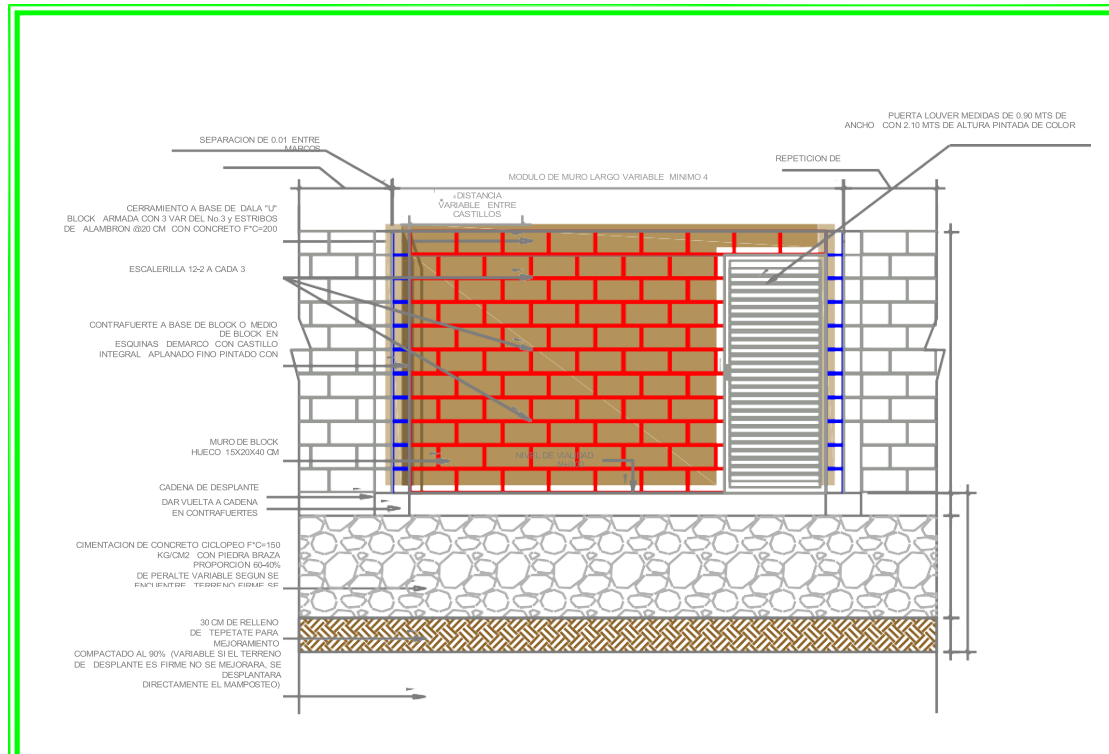 PUERTA LOUVER MEDIDAS DE 0.90 MTS DE
ANCHO CON 2.10 MTS DE ALTURA PINTADA DE COLOR
SEPARACION DE 0.01 ENTRE
MARCOS
REPETICION DE
MODULO DE MURO LARGO VARIABLE MINIMO 4
DISTANCIA
VARIABLE ENTRE
CASTILLOS
CERRAMIENTO A BASE DE DALA "U"
BLOCK ARMADA CON 3 VAR DEL No.3 y ESTRIBOS
DE ALAMBRON @20 CM CON CONCRETO F"C=200
ESCALERILLA 12-2 A CADA 3
CONTRAFUERTE A BASE DE BLOCK O MEDIO
DE BLOCK EN
ESQUINAS DEMARCO CON CASTILLO
INTEGRAL APLANADO FINO PINTADO CON
MURO DE BLOCK
HUECO 15X20X40 CM
NIVEL DE VIALIDAD
CADENA DE DESPLANTE
DAR VUELTA A CADENA
EN CONTRAFUERTES
CIMENTACION DE CONCRETO CICLOPEO F"C=150
KG/CM2 CON PIEDRA BRAZA
PROPORCION 60-40%
DE PERALTE VARIABLE SEGUN SE
ENCUENTRE TERRENO FIRME SE
30 CM DE RELLENO
DE TEPETATE PARA
MEJORAMIENTO
COMPACTADO AL 90% (VARIABLE SI EL TERRENO
DE DESPLANTE ES FIRME NO SE MEJORARA, SE
DESPLANTARA
DIRECTAMENTE EL MAMPOSTEO)